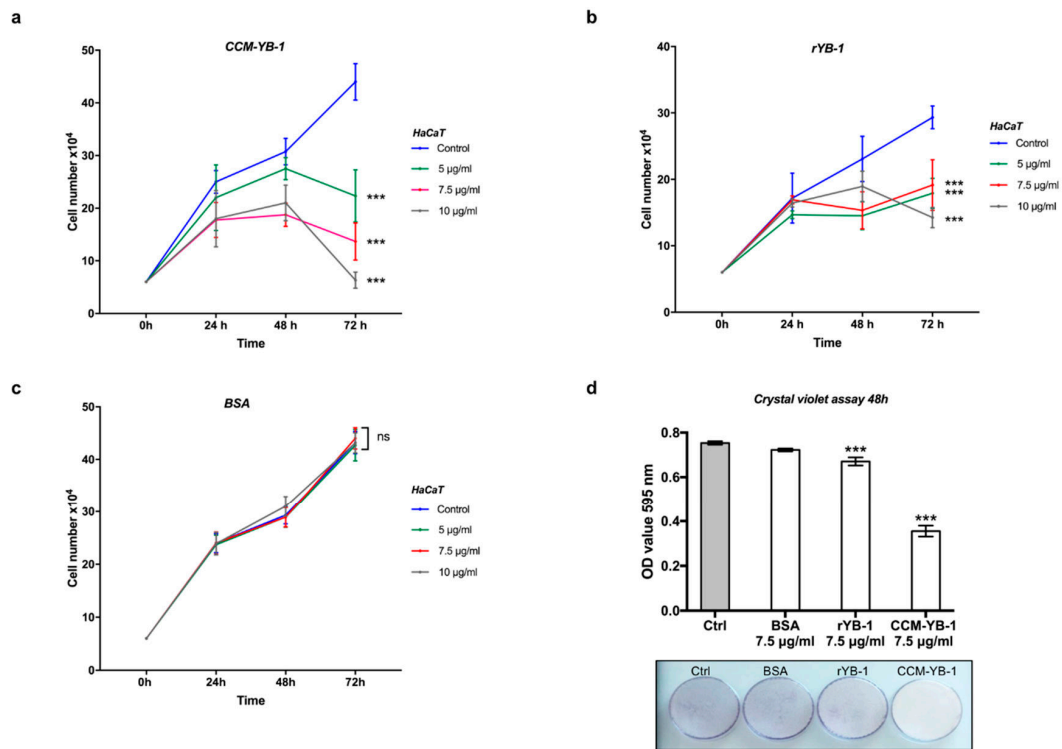 a
CCM-YB-1
50
40
30
20
10
0
Cell number x10⁴
0h
24 h
48 h
72 h
Time
HaCaT
Control
5 µg/ml
7.5 µg/ml
10 µg/ml
***
***
***
b
rYB-1
40
30
20
10
0
Cell number x10⁴
0h
24 h
48 h
72 h
Time
HaCaT
Control
5 µg/ml
7.5 µg/ml
10 µg/ml
***
***
***
c
BSA
50
40
30
20
10
0
Cell number x10⁴
0h
24h
48h
72h
Time
ns
HaCaT
Control
5 µg/ml
7.5 µg/ml
10 µg/ml
d
Crystal violet assay 48h
0.8
0.6
0.4
0.2
0.0
OD value 595 nm
***
***
Ctrl
BSA
7.5 µg/ml
rYB-1
7.5 µg/ml
CCM-YB-1
7.5 µg/ml
Ctrl
BSA
rYB-1
CCM-YB-1